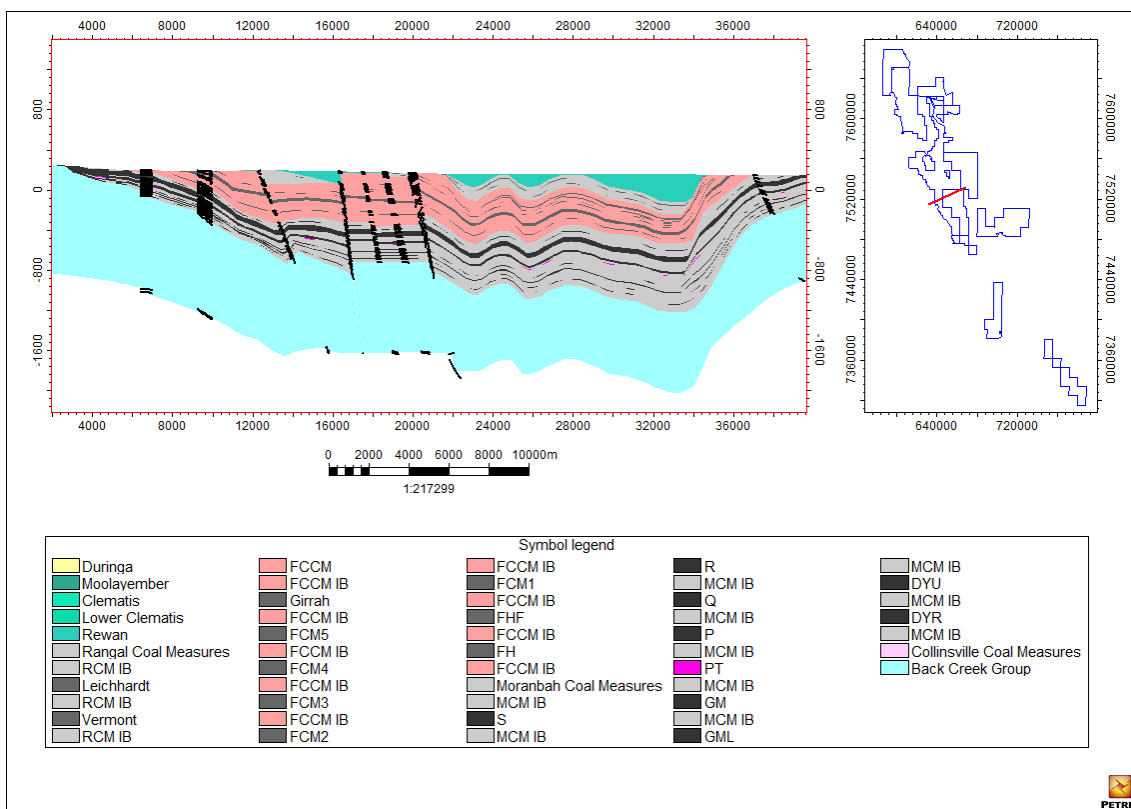 4000 8000 12000 16000 20000 24000 28000 32000 36000
640000 720000
800 800
0 0
-800 -800
-1600 -1600
7600000 7600000
7520000 7520000
7440000 7440000
7360000 7360000
4000 8000 12000 16000 20000 24000 28000 32000 36000
640000 720000
0 2000 4000 6000 8000 10000m
1:217299
Symbol legend
Duringa FCCM FCCM IB R MCM IB
Moolayember FCCM IB FCM1 MCM IB DYU
Clematis Girrah FCCM IB Q MCM IB
Lower Clematis FCCM IB FHF MCM IB DYR
Rewan FCM5 FCCM IB P MCM IB
Rangal Coal Measures FCCM IB FH MCM IB Collinsville Coal Measures
RCM IB FCM4 FCCM IB PT Back Creek Group
Leichhardt FCCM IB Moranbah Coal Measures MCM IB
RCM IB FCM3 MCM IB GM
Vermont FCCM IB S MCM IB
RCM IB FCM2 MCM IB GML